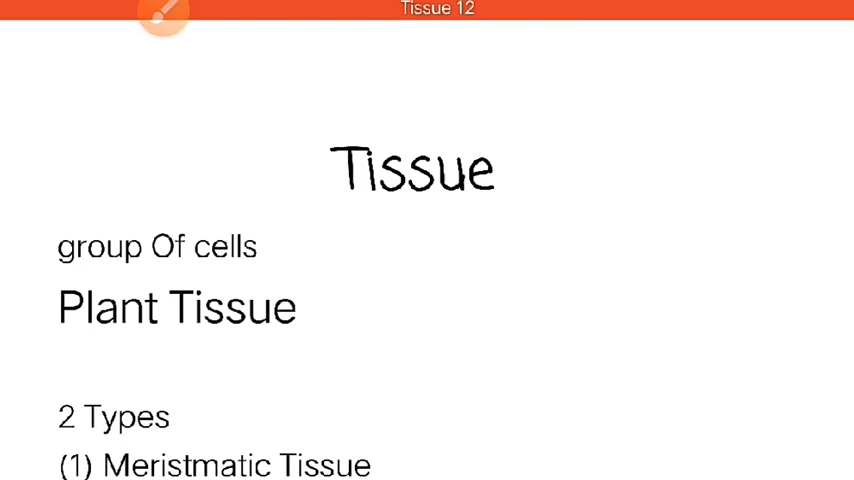 Tissue 12
Tissue
group Of cells
Plant Tissue
2 Types
(1) Meristmatic Tissue